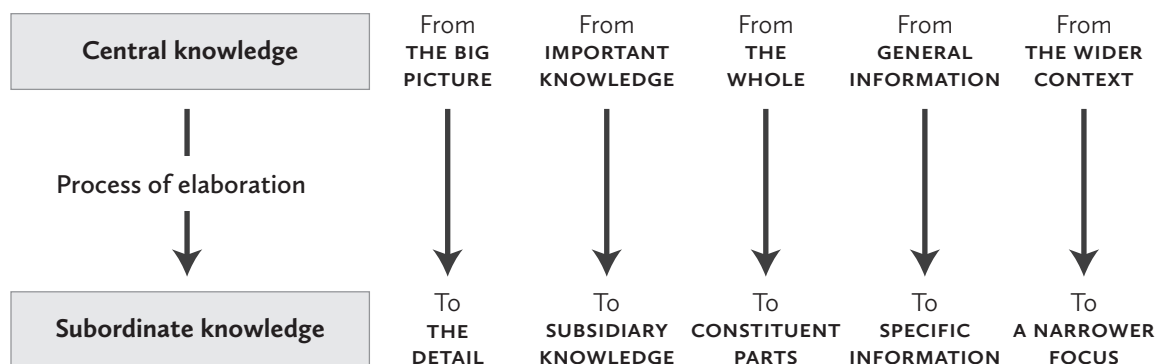 Central knowledge
From
THE BIG
PICTURE
From
IMPORTANT
KNOWLEDGE
From
THE
WHOLE
From
GENERAL
INFORMATION
From
THE WIDER
CONTEXT
Process of elaboration
Subordinate knowledge
To
THE
DETAIL
To
SUBSIDIARY
KNOWLEDGE
To
CONSTITUENT
PARTS
To
SPECIFIC
INFORMATION
To
A NARROWER
FOCUS